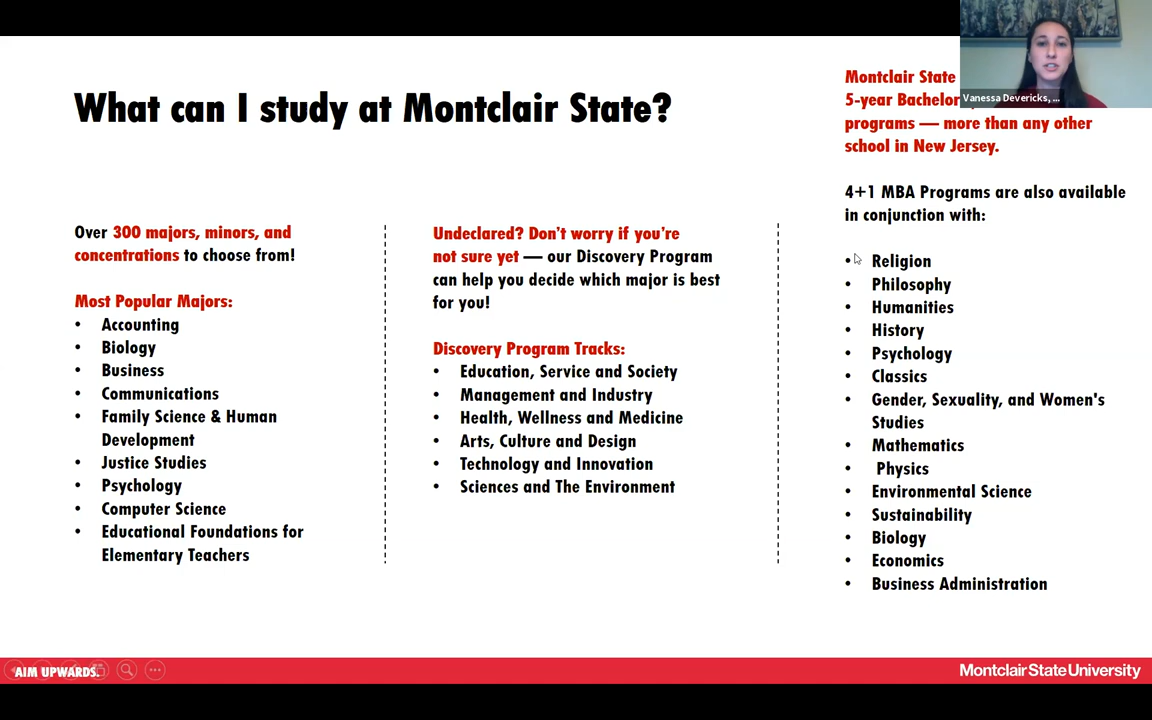 What can I study at Montclair State?
Over 300 majors, minors, and
concentrations to choose from!
Most Popular Majors:
• Accounting
• Biology
• Business
• Communications
• Family Science & Human
Development
• Justice Studies
• Psychology
• Computer Science
• Educational Foundations for
Elementary Teachers
Undeclared? Don't worry if you're
not sure yet — our Discovery Program
can help you decide which major is best
for you!
Discovery Program Tracks:
• Education, Service and Society
• Management and Industry
• Health, Wellness and Medicine
• Arts, Culture and Design
• Technology and Innovation
• Sciences and The Environment
Montclair State
5-year Bachelor
programs — more than any other
school in New Jersey.
4+1 MBA Programs are also available
in conjunction with:
• Religion
• Philosophy
• Humanities
• History
• Psychology
• Classics
• Gender, Sexuality, and Women's
Studies
• Mathematics
• Physics
• Environmental Science
• Sustainability
• Biology
• Economics
• Business Administration
Vanessa Devericks, ...
AIM UPWARDS.
Montclair State University